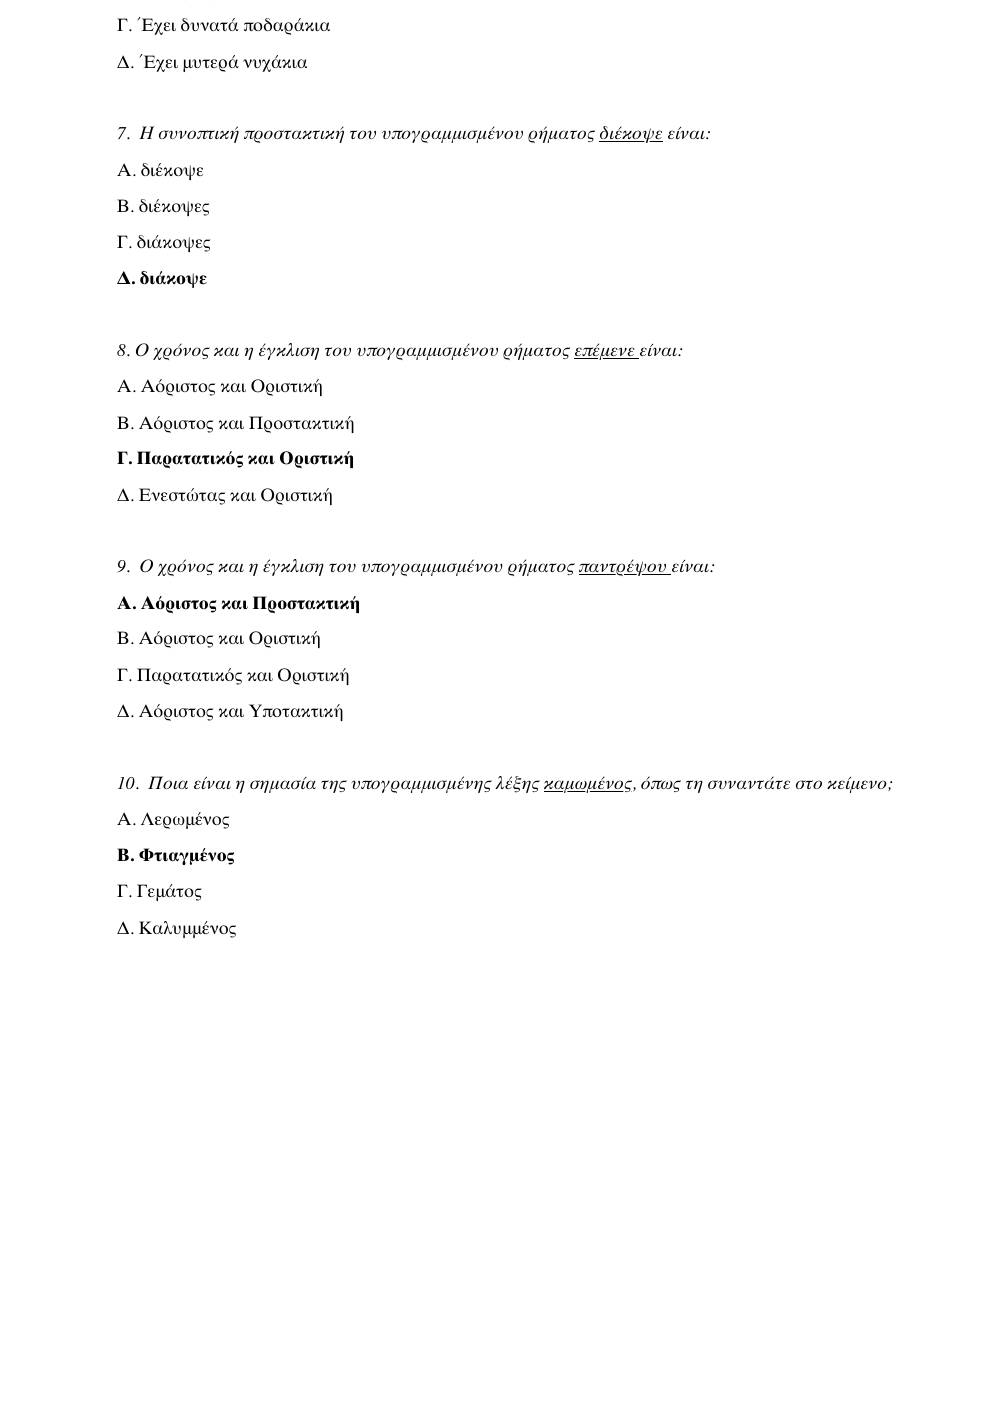 Γ. Έχει δυνατά ποδαράκια
Δ. Έχει μυτερά νυχάκια
7. Η συνοπτική προστακτική του υπογραμμισμένου ρήματος διέκοψε είναι:
Α. διέκοψε
Β. διέκοψες
Γ. διάκοψες
Δ. διάκοψε
8. Ο χρόνος και η έγκλιση του υπογραμμισμένου ρήματος επέμενε είναι:
Α. Αόριστος και Οριστική
Β. Αόριστος και Προστακτική
Γ. Παρατατικός και Οριστική
Δ. Ενεστώτας και Οριστική
9. Ο χρόνος και η έγκλιση του υπογραμμισμένου ρήματος παντρέψου είναι:
Α. Αόριστος και Προστακτική
Β. Αόριστος και Οριστική
Γ. Παρατατικός και Οριστική
Δ. Αόριστος και Υποτακτική
10. Ποια είναι η σημασία της υπογραμμισμένης λέξης καμωμένος, όπως τη συναντάτε στο κείμενο;
Α. Λερωμένος
Β. Φτιαγμένος
Γ. Γεμάτος
Δ. Καλυμμένος